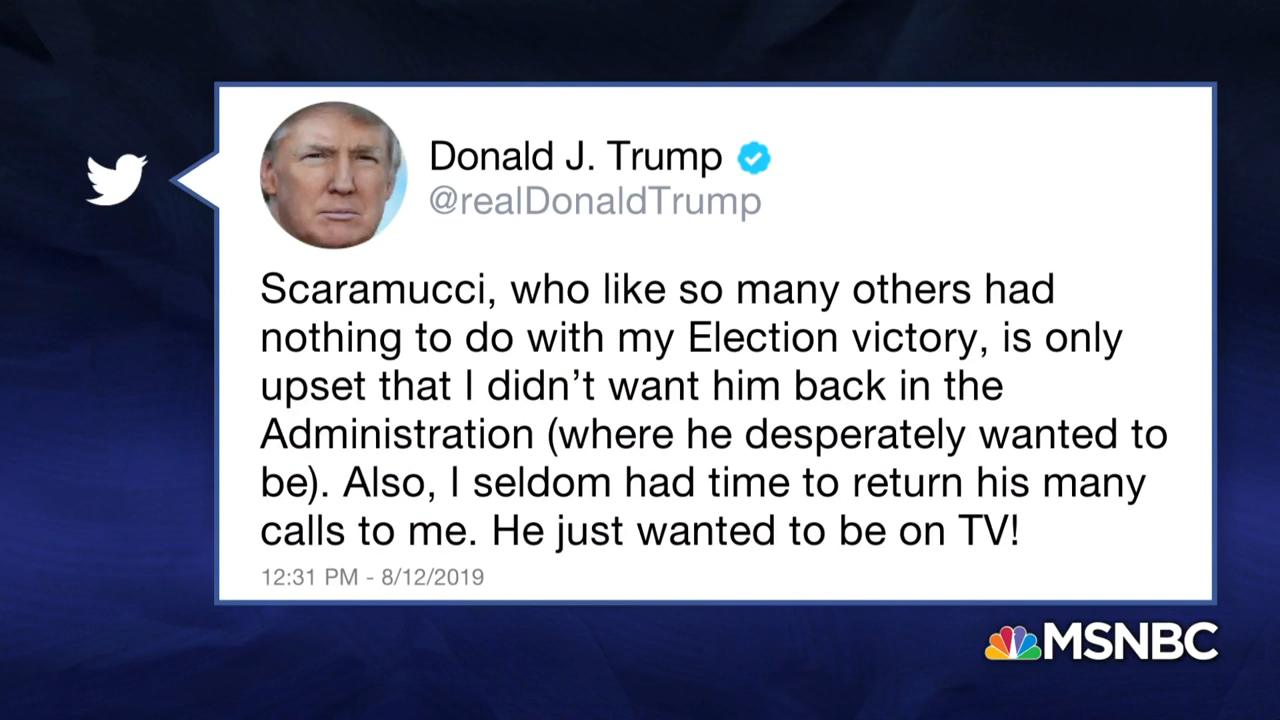 Donald J. Trump
@realDonaldTrump
Scaramucci, who like so many others had
nothing to do with my Election victory, is only
upset that I didn’t want him back in the
Administration (where he desperately wanted to
be). Also, I seldom had time to return his many
calls to me. He just wanted to be on TV!
12:31 PM - 8/12/2019
MSNBC